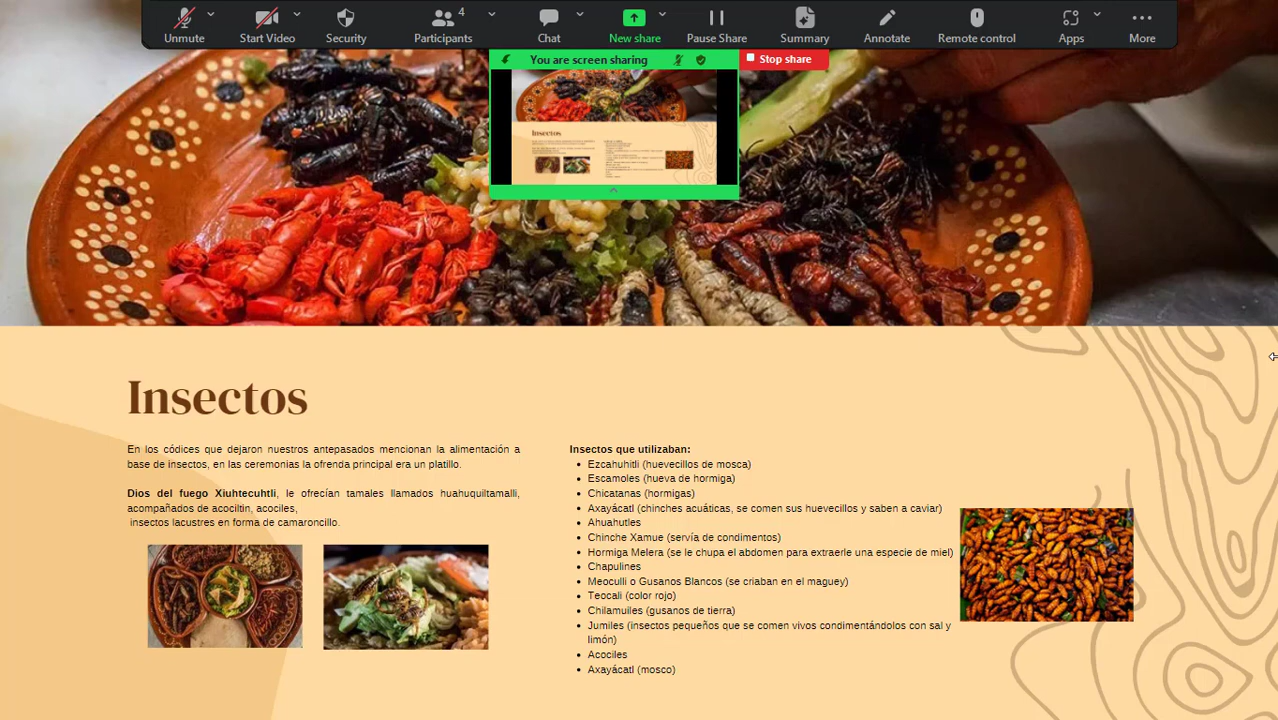 Unmute
Start Video
Security
Participants
4
Chat
New share
Pause Share
Summary
Annotate
Remote control
Apps
More
You are screen sharing
Stop share
Insectos
Insectos
En los códices que dejaron nuestros antepasados mencionan la alimentación a
base de insectos, en las ceremonias la ofrenda principal era un platillo.
Dios del fuego Xiuhtecuhtli, le ofrecían tamales llamados huahuquiltamalli,
acompañados de acociltin, acociles,
insectos lacustres en forma de camaroncillo.
Insectos que utilizaban:
• Ezcahuhitli (huevecillos de mosca)
• Escamoles (hueva de hormiga)
• Chicatanas (hormigas)
• Axayácatl (chinches acuáticas, se comen sus huevecillos y saben a caviar)
• Ahuahutles
• Chinche Xamue (servía de condimentos)
• Hormiga Melera (se le chupa el abdomen para extraerle una especie de miel)
• Chapulines
• Meoculli o Gusanos Blancos (se criaban en el maguey)
• Teocali (color rojo)
• Chilamuiles (gusanos de tierra)
• Jumiles (insectos pequeños que se comen vivos condimentándolos con sal y
limón)
• Acociles
• Axayácatl (mosco)